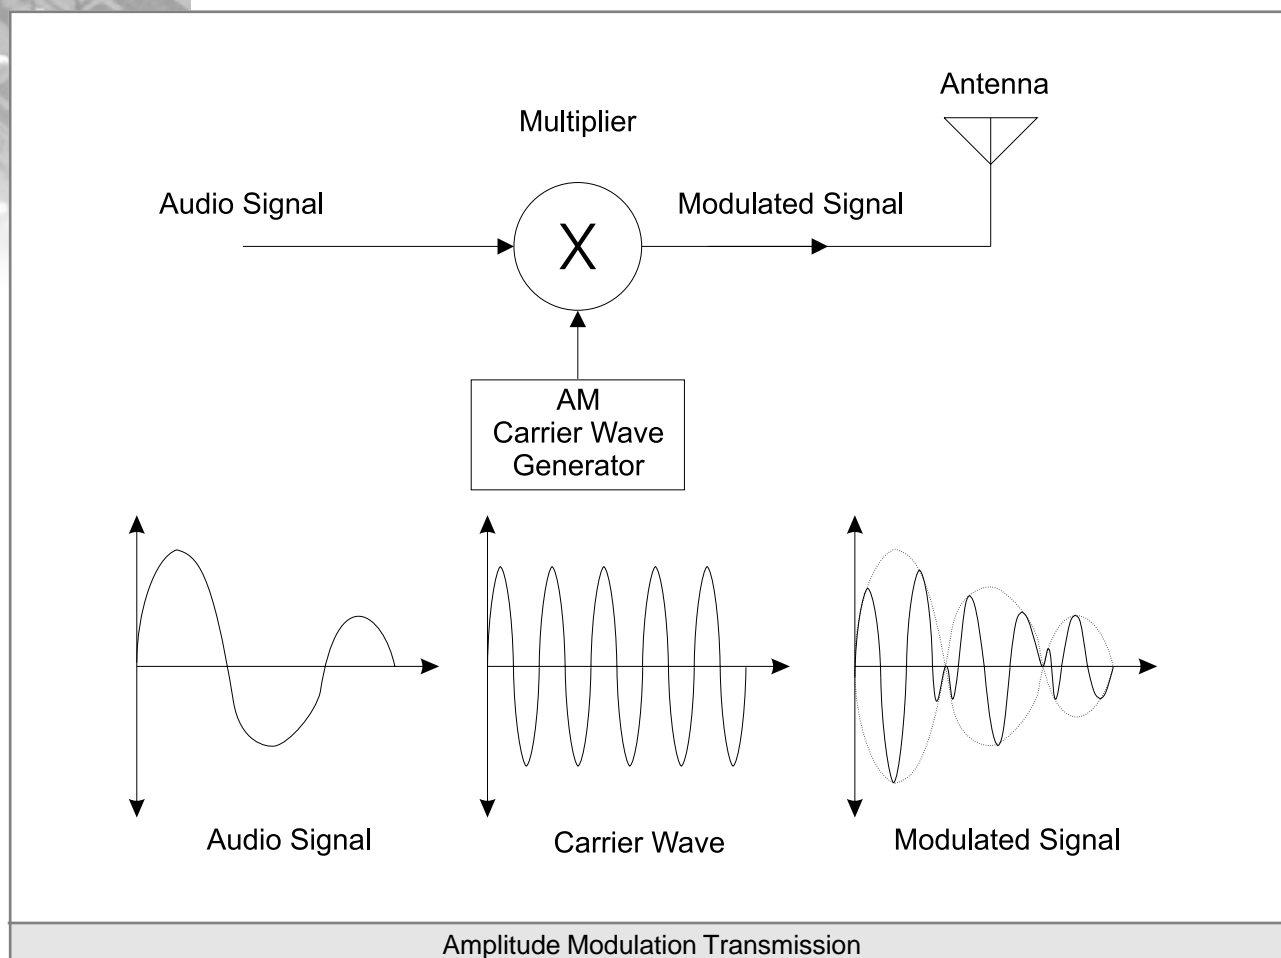 Antenna
Multiplier
Audio Signal
Modulated Signal
X
AM
Carrier Wave
Generator
Audio Signal
Carrier Wave
Modulated Signal
Amplitude Modulation Transmission